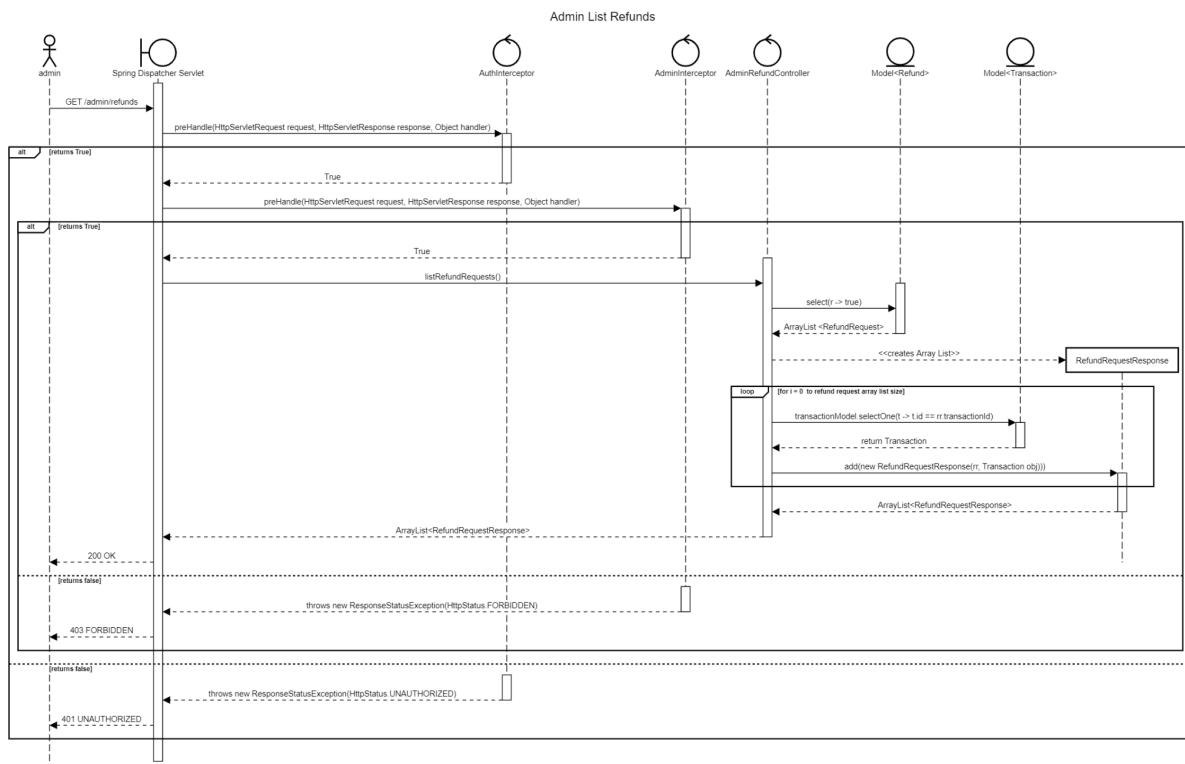 Admin List Refunds
admin
Spring Dispatcher Servlet
AuthInterceptor
AdminInterceptor
AdminRefundController
Model<Refund>
Model<Transaction>
GET /admin/refunds
preHandle(HttpServletRequest request, HttpServletResponse response, Object handler)
alt
[returns True]
True
preHandle(HttpServletRequest request, HttpServletResponse response, Object handler)
alt
[returns True]
True
listRefundRequests()
select(r -> true)
ArrayList <RefundRequest>
<<creates Array List>>
RefundRequestResponse
loop
[for i = 0 to refund request array list size]
transactionModel.selectOne(t -> t.id == rr.transactionId)
return Transaction
add(new RefundRequestResponse(rr, Transaction obj)))
ArrayList<RefundRequestResponse>
ArrayList<RefundRequestResponse>
200 OK
[returns false]
throws new ResponseStatusException(HttpStatus.FORBIDDEN)
403 FORBIDDEN
[returns false]
throws new ResponseStatusException(HttpStatus.UNAUTHORIZED)
401 UNAUTHORIZED